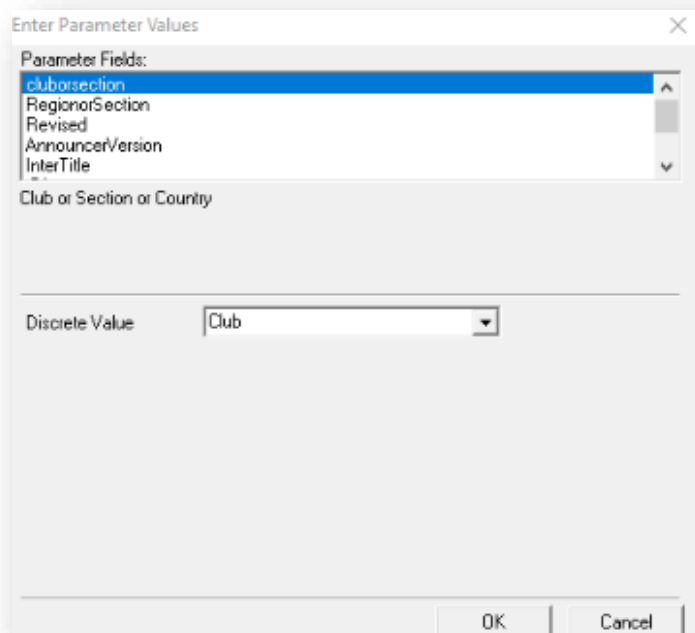 Enter Parameter Values
Parameter Fields:
cluborsection
RegionorSection
Revised
AnnouncerVersion
InterTitle
Club or Section or Country
Discrete Value
Club
OK
Cancel